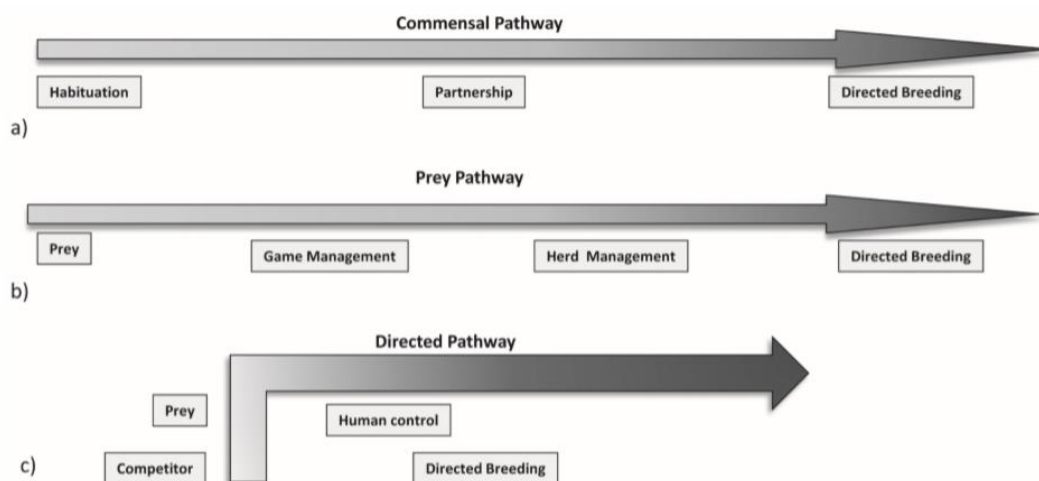 Commensal Pathway
Habituation Partnership Directed Breeding
a)
Prey Pathway
Prey Game Management Herd Management Directed Breeding
b)
Directed Pathway
Prey
Human control
c) Competitor Directed Breeding